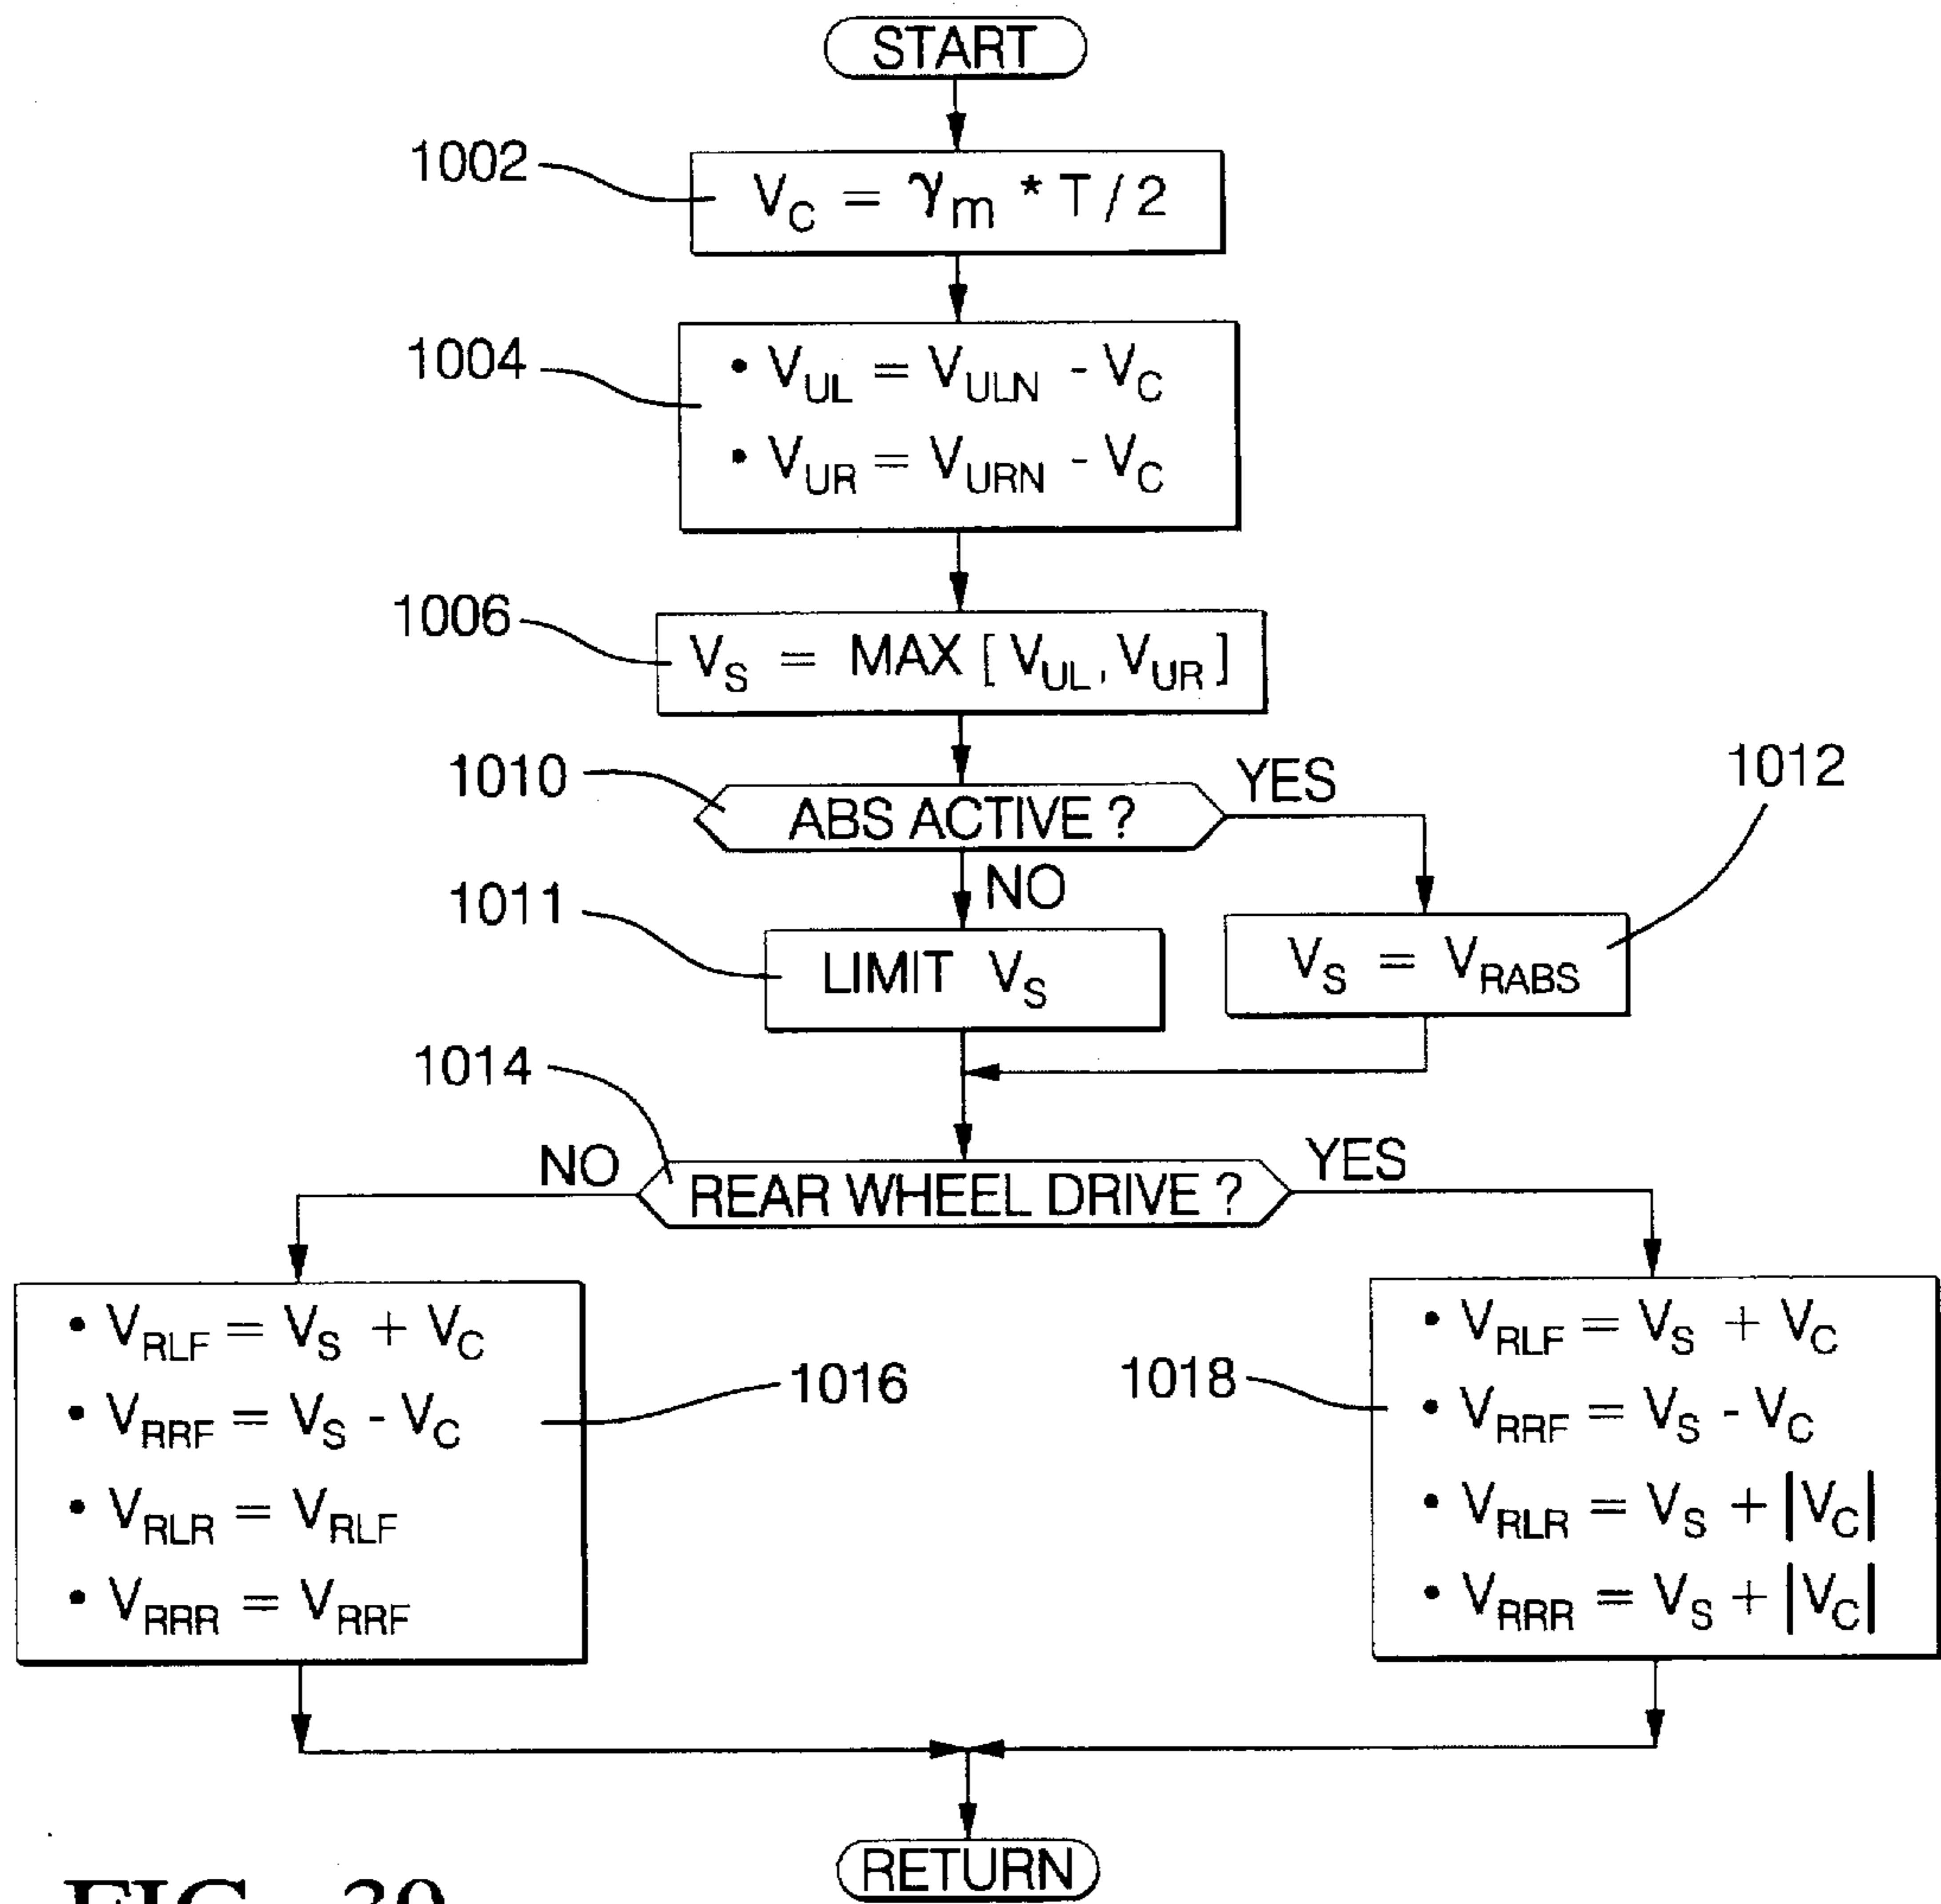 START
1002
V_C = γ_m * T / 2
1004
• V_UL = V_ULN - V_C
• V_UR = V_URN - V_C
1006
V_S = MAX [ V_UL, V_UR ]
1010
ABS ACTIVE ?
YES
1012
NO
1011
LIMIT V_S
V_S = V_RABS
1014
NO
REAR WHEEL DRIVE ?
YES
• V_RLF = V_S + V_C
• V_RRF = V_S - V_C
• V_RLR = V_RLF
• V_RRR = V_RRF
1016
1018
• V_RLF = V_S + V_C
• V_RRF = V_S - V_C
• V_RLR = V_S + |V_C|
• V_RRR = V_S + |V_C|
RETURN